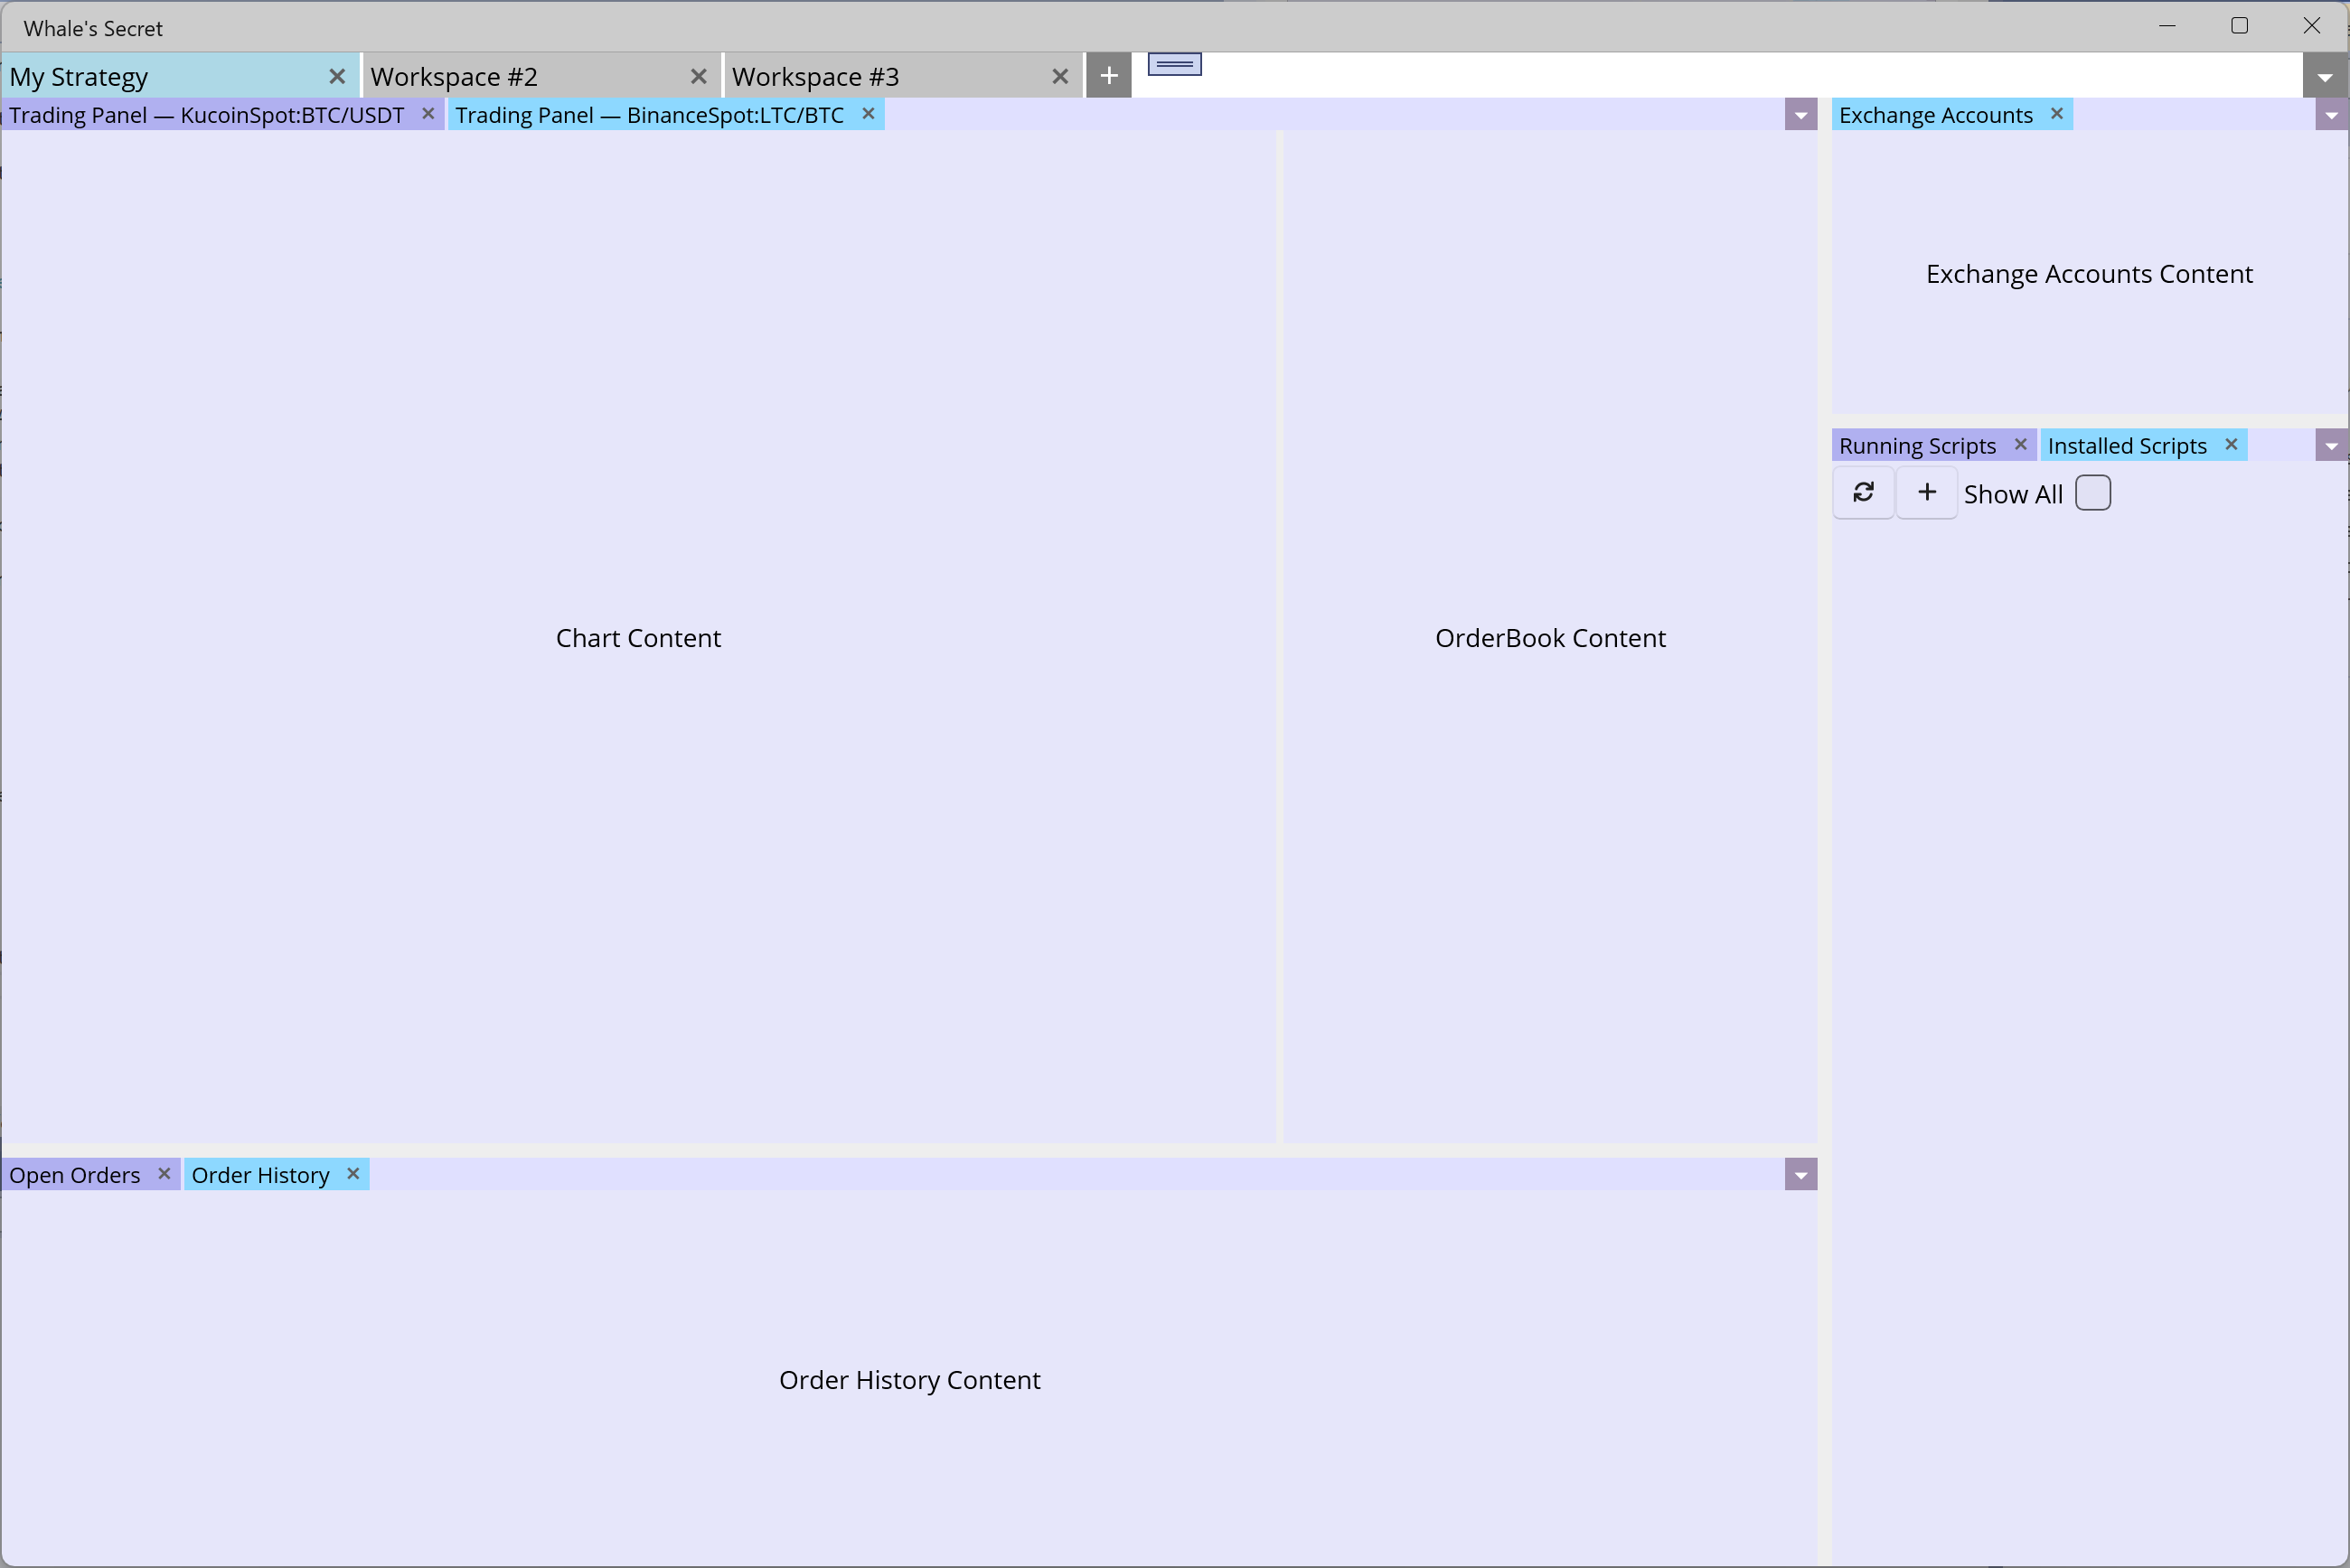 Whale's Secret
My Strategy
Workspace #2
Workspace #3
Trading Panel — KucoinSpot:BTC/USDT
Trading Panel — BinanceSpot:LTC/BTC
Exchange Accounts
Exchange Accounts Content
Running Scripts
Installed Scripts
Show All
Chart Content
OrderBook Content
Open Orders
Order History
Order History Content